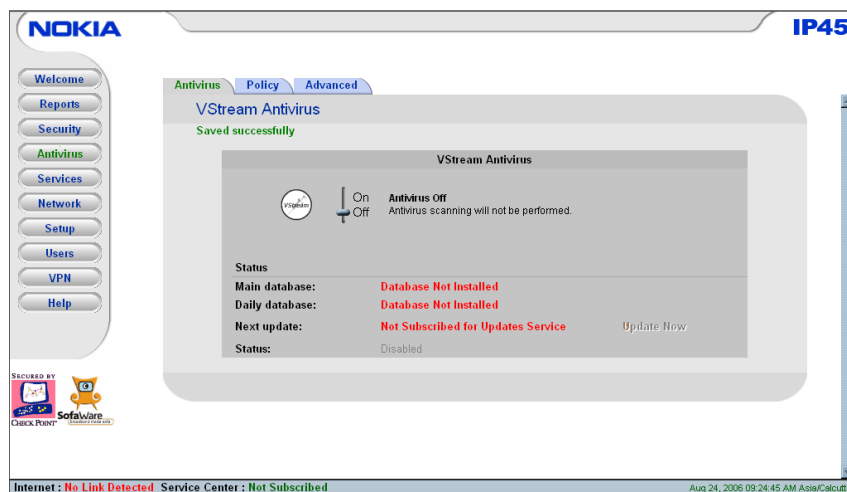 NOKIA
IP45
Welcome
Reports
Security
Antivirus
Services
Network
Setup
Users
VPN
Help
Antivirus Policy Advanced
VStream Antivirus
Saved successfully
VStream Antivirus
VStream
On
Off
Antivirus Off
Antivirus scanning will not be performed.
Status
Main database: Database Not Installed
Daily database: Database Not Installed
Next update: Not Subscribed for Updates Service Update Now
Status: Disabled
SECURED BY
CHECK POINT
SofaWare
Internet : No Link Detected Service Center : Not Subscribed
Aug 24, 2006 09:24:45 AM Asia/Calcutt